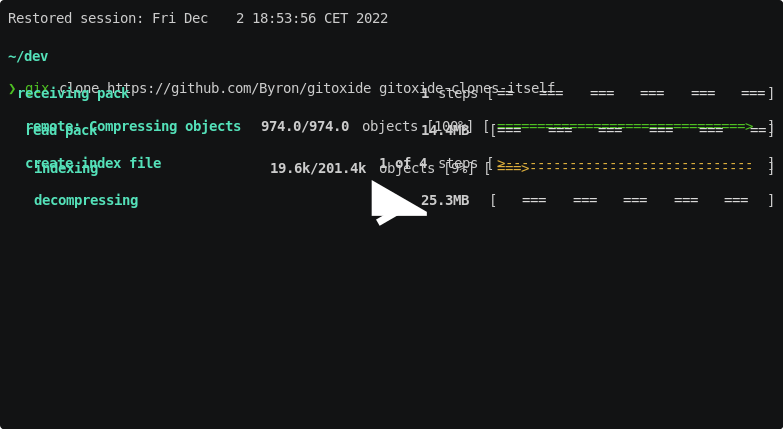 Restored session: Fri Dec  2 18:53:56 CET 2022
~/dev
❯ gix clone https://github.com/Byron/gitoxide gitoxide-clones-itself
receiving pack 1 steps [==   ===   ===   ===   ===   ===]
remote: Compressing objects 974.0/974.0 objects [100%] [===============================> ]
read pack 14.4MB [===   ===   ===   ===   ===   ==]
create index file 1 of 4 steps [>------------------------------- ]
indexing 19.6k/201.4k objects [9%] [===>---------------------------- ]
decompressing 25.3MB [   ===   ===   ===   ===   ===  ]